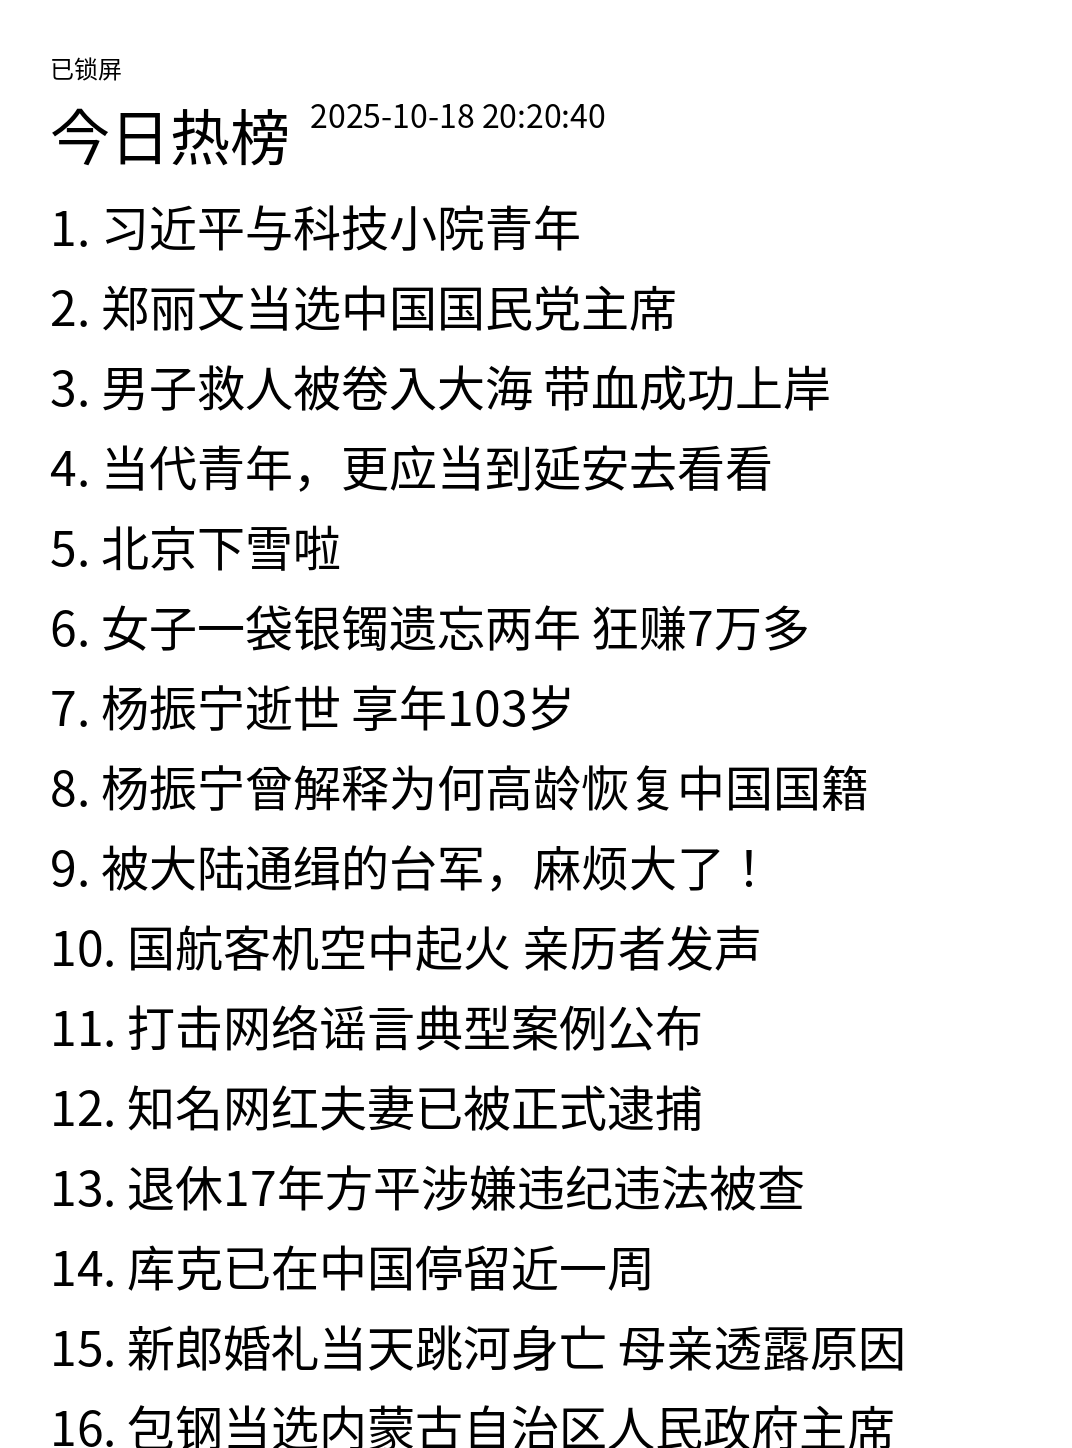 已锁屏
今日热榜 2025-10-18 20:20:40
1. 习近平与科技小院青年
2. 郑丽文当选中国国民党主席
3. 男子救人被卷入大海 带血成功上岸
4. 当代青年，更应当到延安去看看
5. 北京下雪啦
6. 女子一袋银镯遗忘两年 狂赚7万多
7. 杨振宁逝世 享年103岁
8. 杨振宁曾解释为何高龄恢复中国国籍
9. 被大陆通缉的台军，麻烦大了！
10. 国航客机空中起火 亲历者发声
11. 打击网络谣言典型案例公布
12. 知名网红夫妻已被正式逮捕
13. 退休17年方平涉嫌违纪违法被查
14. 库克已在中国停留近一周
15. 新郎婚礼当天跳河身亡 母亲透露原因
16. 包钢当选内蒙古自治区人民政府主席